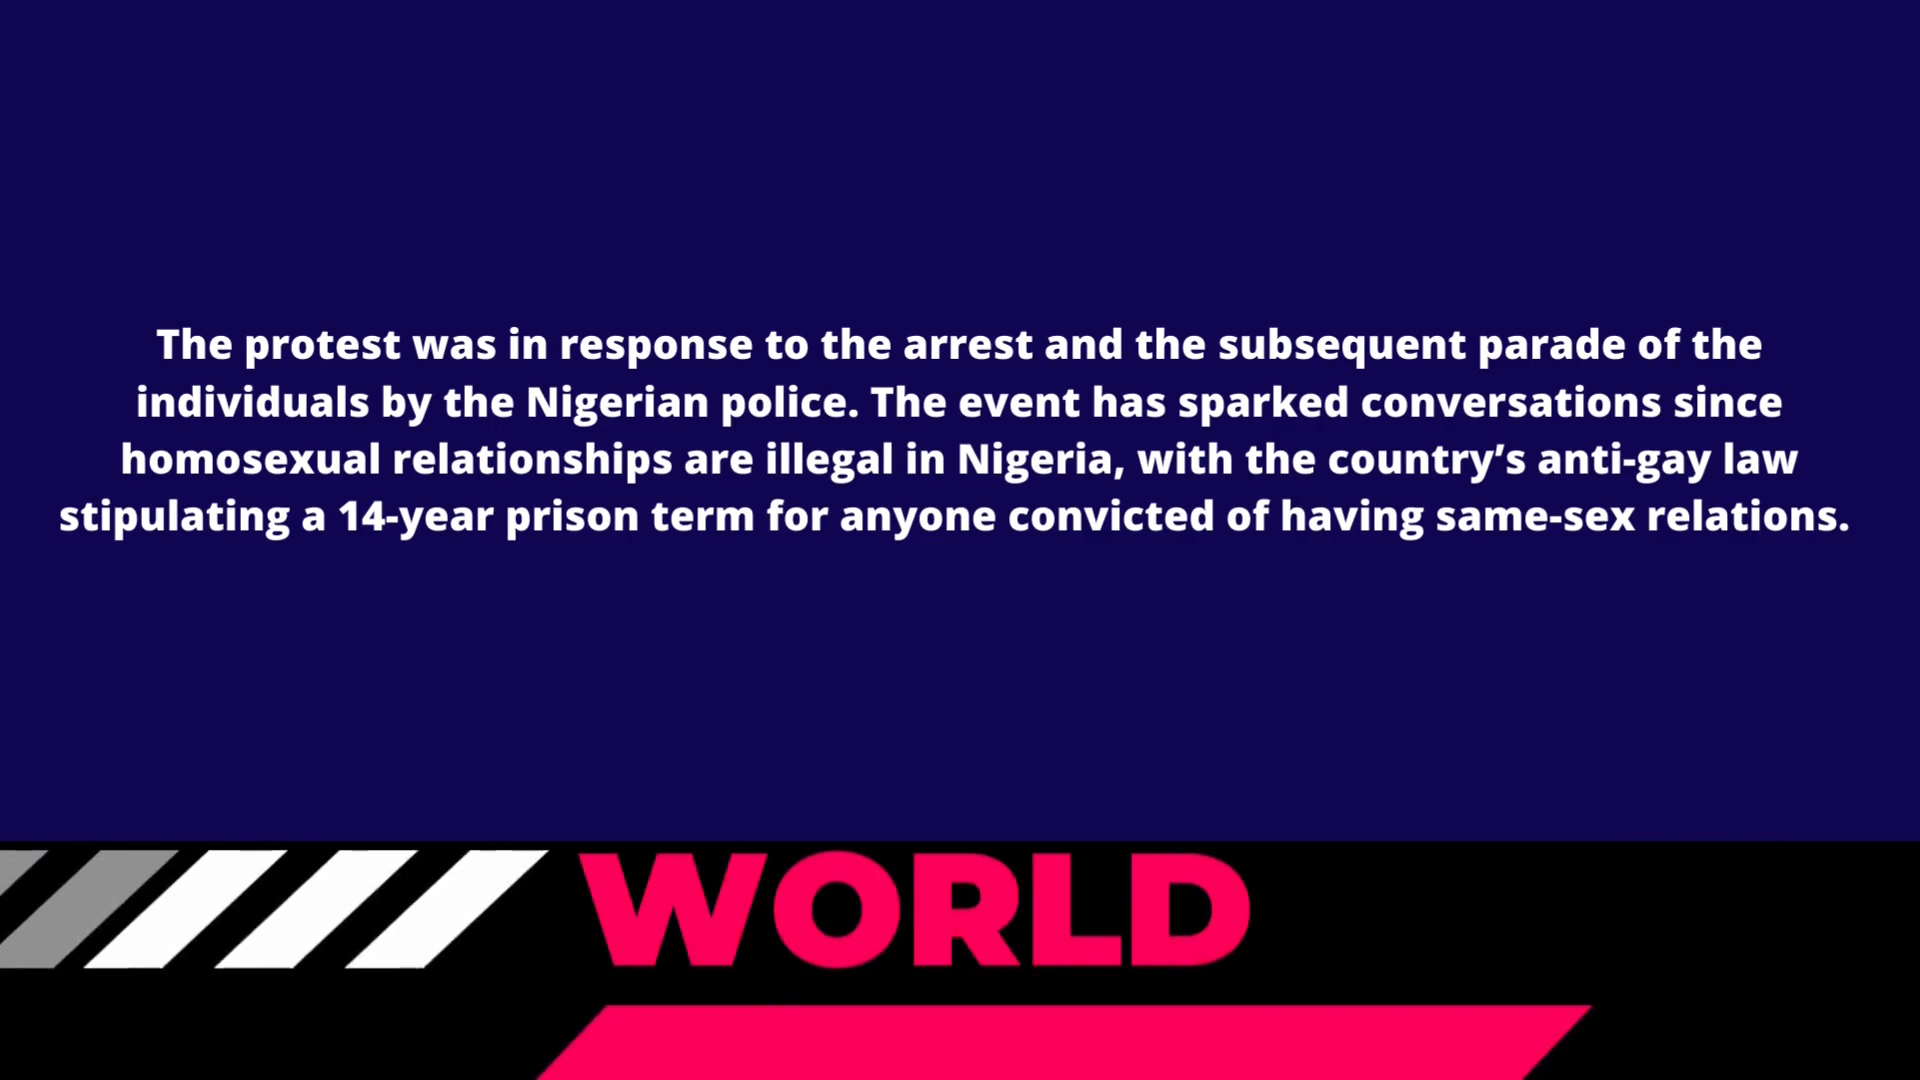 The protest was in response to the arrest and the subsequent parade of the
individuals by the Nigerian police. The event has sparked conversations since
homosexual relationships are illegal in Nigeria, with the country’s anti-gay law
stipulating a 14-year prison term for anyone convicted of having same-sex relations.
WORLD